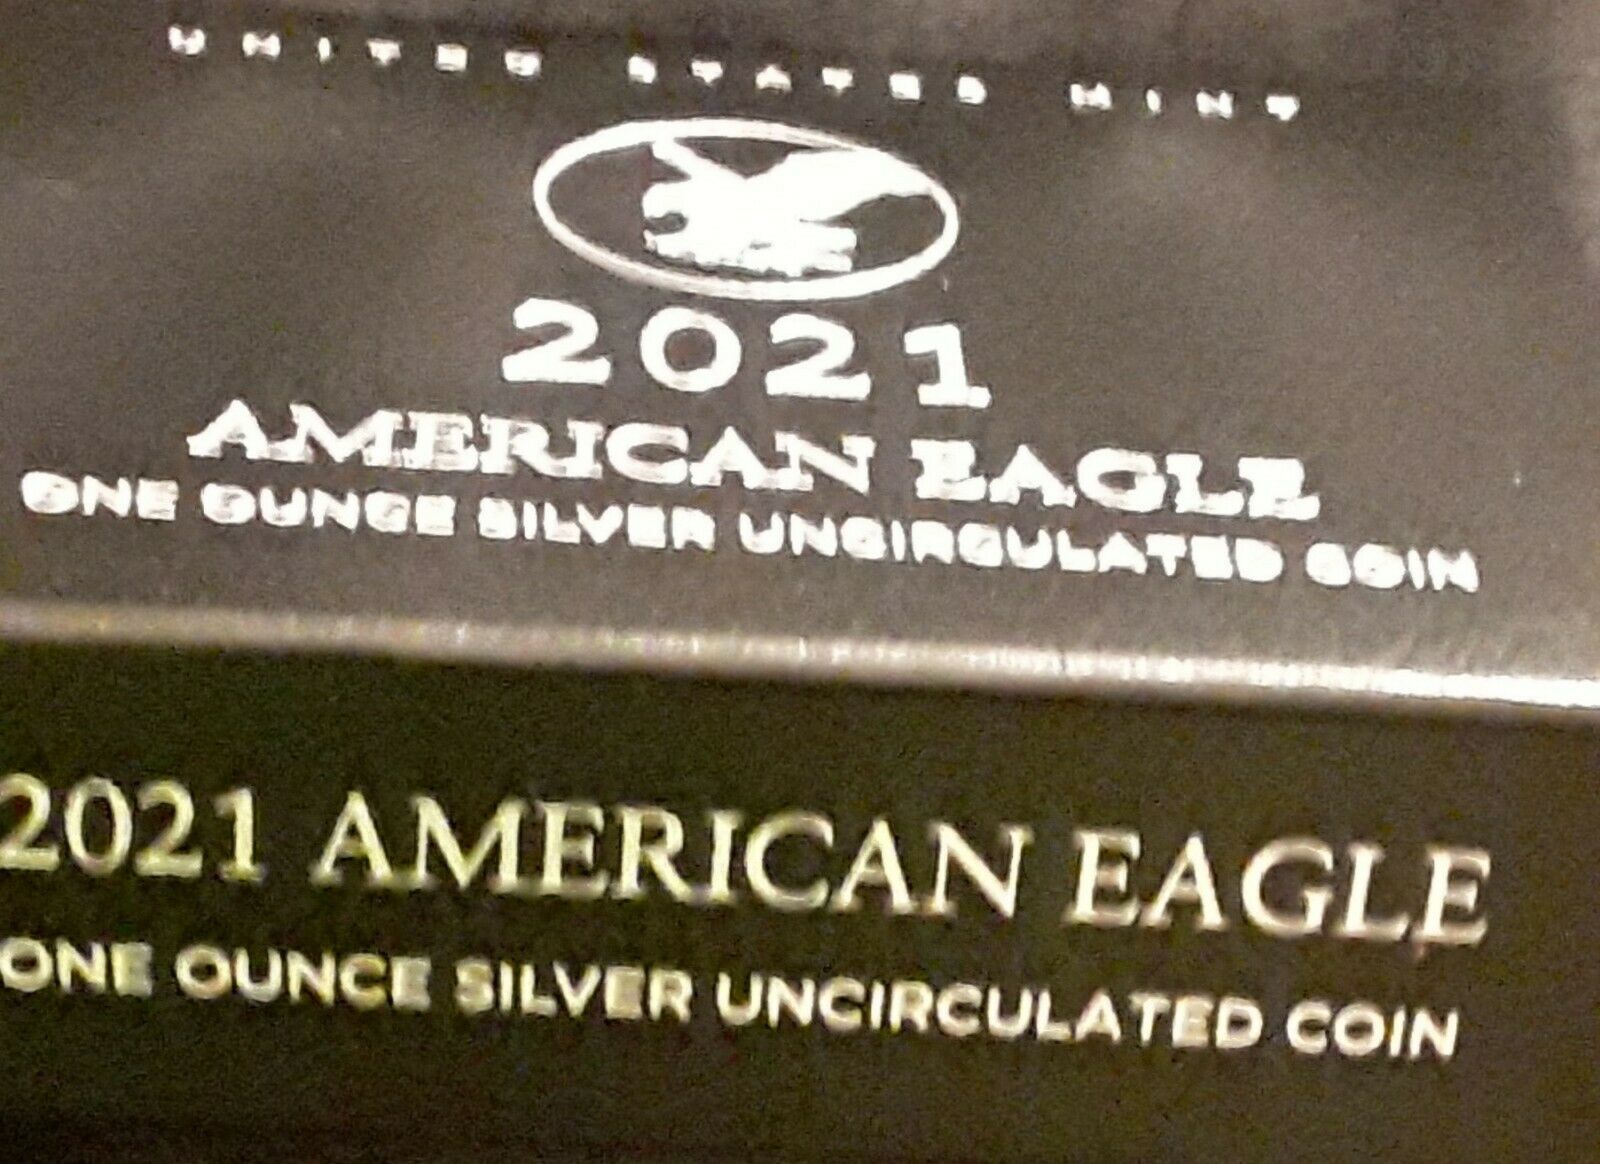 UNITED STATES MINT
2021
AMERICAN EAGLE
ONE OUNCE SILVER UNCIRCULATED COIN
2021 AMERICAN EAGLE
ONE OUNCE SILVER UNCIRCULATED COIN